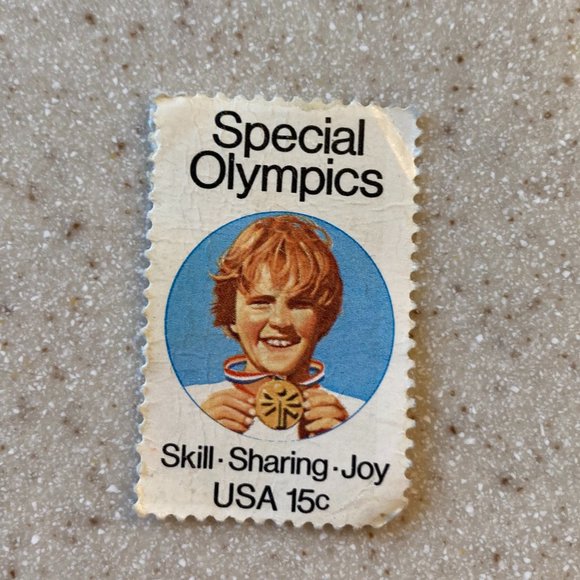 Special
Olympics
Skill · Sharing · Joy
USA 15c